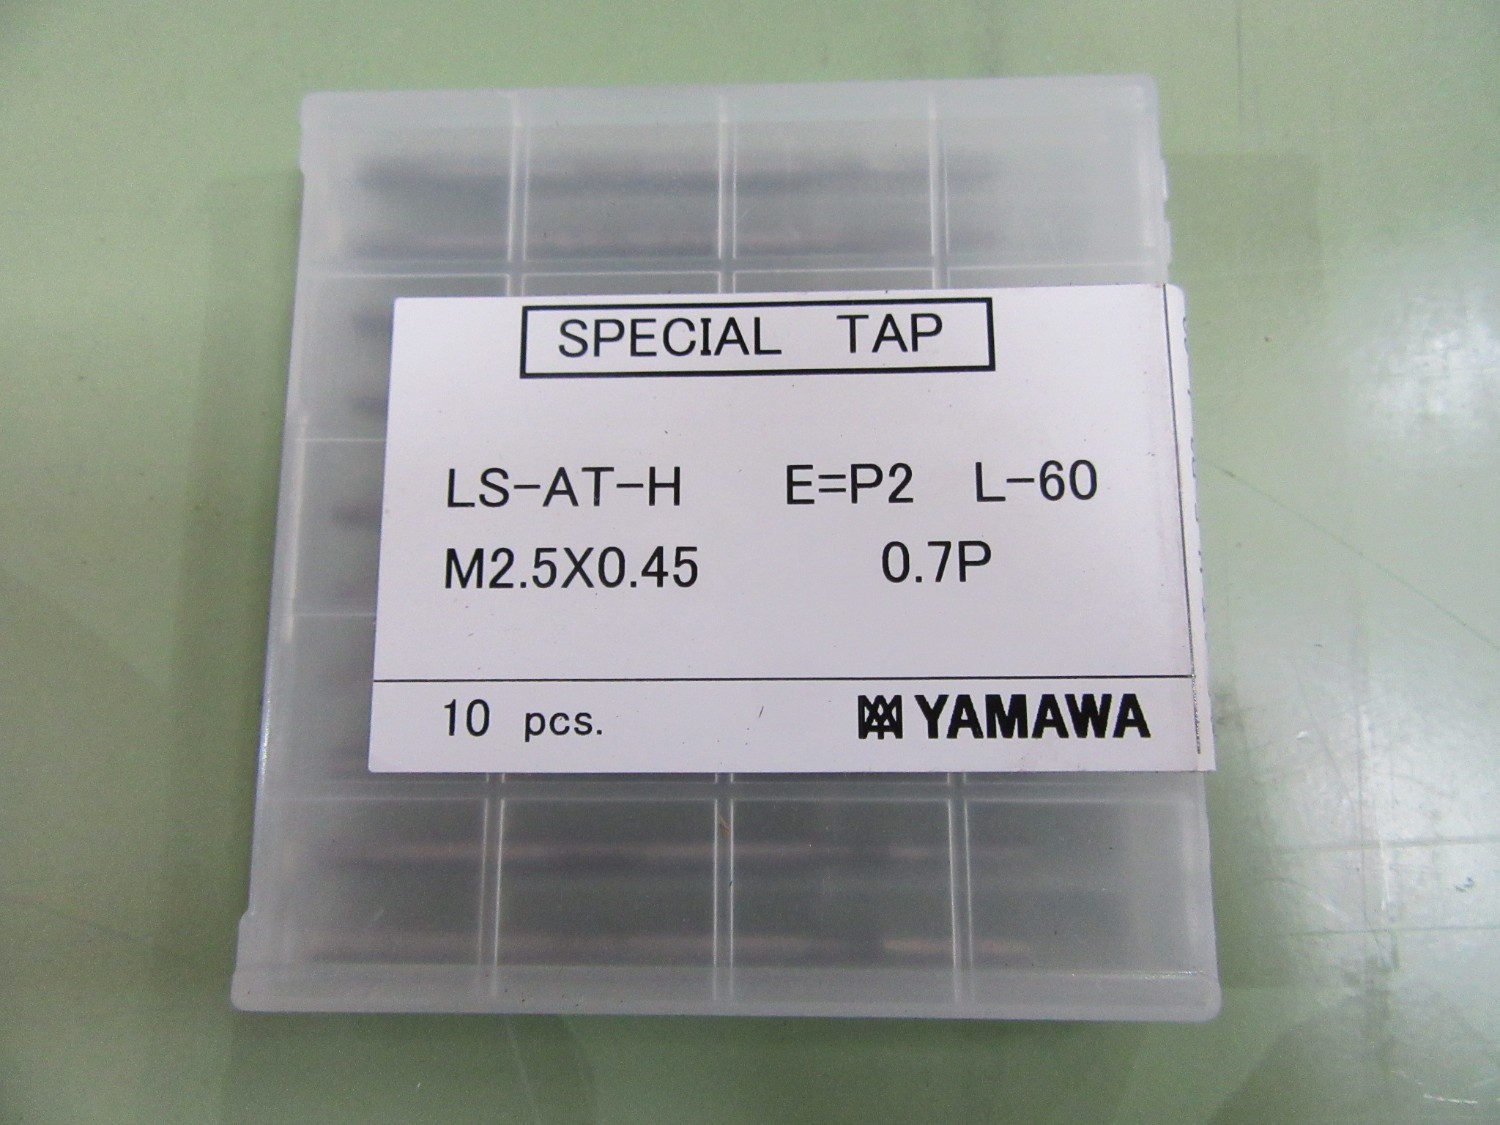 SPECIAL TAP
LS-AT-H E=P2 L-60
M2.5X0.45 0.7P
10 pcs. YAMAWA